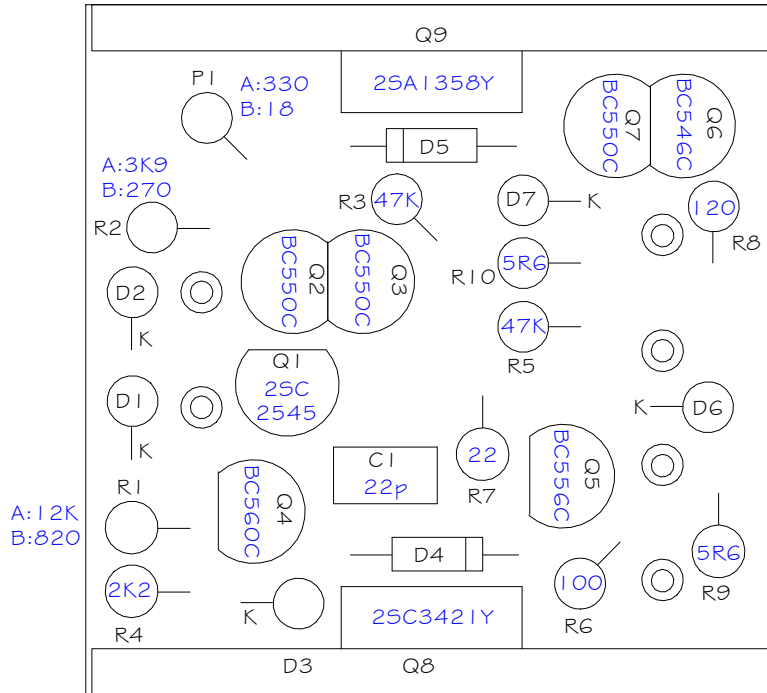 Q9
P1
A:330
B:18
2SA1358Y
D5
BC550C
Q7
BC546C
Q6
A:3K9
B:270
R2
R3
47K
D7
K
120
R8
D2
K
BC550C
Q2
BC550C
Q3
R10
5R6
47K
R5
Q1
2SC
2545
D1
K
K
D6
C1
22p
22
R7
BC556C
Q5
R1
A:12K
B:820
BC560C
Q4
D4
5R6
R9
2K2
R4
K
100
R6
2SC3421Y
D3
Q8